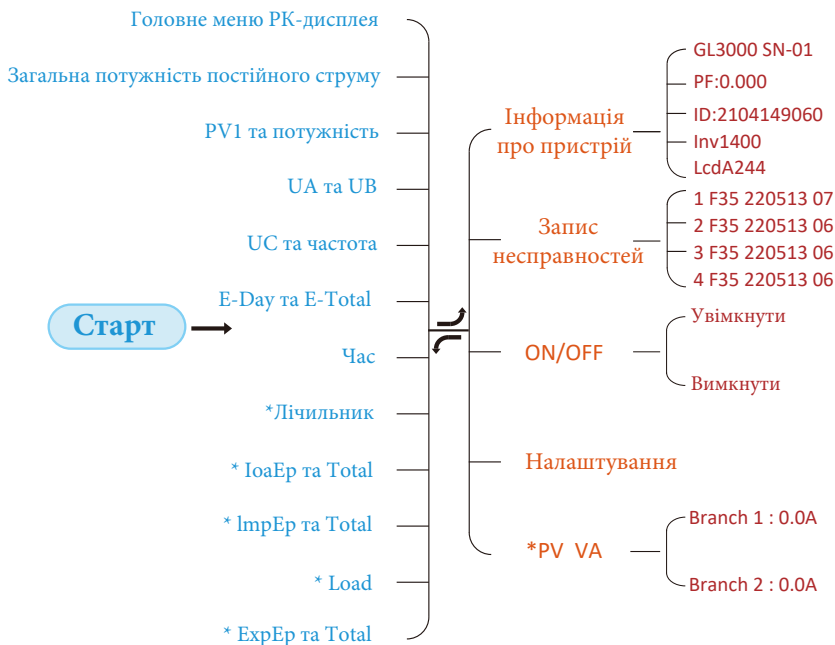 Головне меню РК-дисплея
Загальна потужність постійного струму
PV1 та потужність
UA та UB
UC та частота
E-Day та E-Total
Старт
Час
*Лічильник
* IoaEp та Total
* lmpEp та Total
* Load
* ExpEp та Total
Інформація
про пристрій
GL3000 SN-01
PF:0.000
ID:2104149060
Inv1400
LcdA244
Запис
несправностей
1 F35 220513 07
2 F35 220513 06
3 F35 220513 06
4 F35 220513 06
ON/OFF
Увімкнути
Вимкнути
Налаштування
*PV VA
Branch 1 : 0.0A
Branch 2 : 0.0A